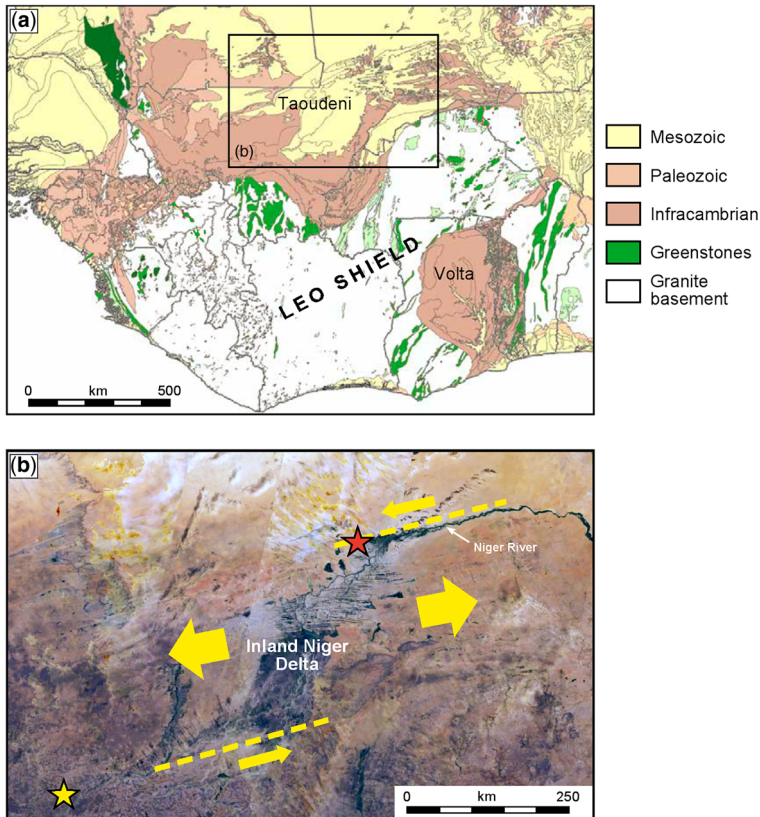 (a)
Taoudeni
(b)
LEO SHIELD
Volta
0 km 500
Mesozoic
Paleozoic
Infracambrian
Greenstones
Granite
basement
(b)
Niger River
Inland Niger
Delta
km
0 250